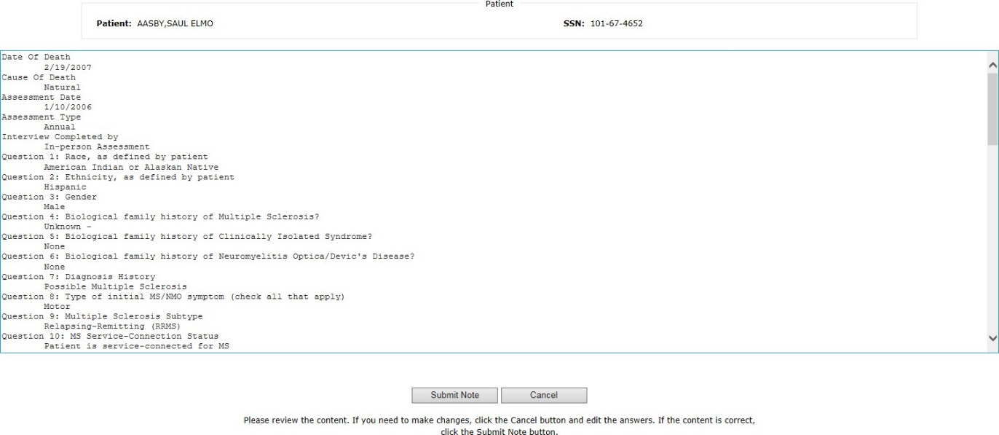 Patient
Patient: AASBY,SAUL ELMO SSN: 101-67-4652
Date Of Death
2/19/2007
Cause Of Death
Natural
Assessment Date
1/10/2006
Assessment Type
Annual
Interview Completed by
In-person Assessment
Question 1: Race, as defined by patient
American Indian or Alaskan Native
Question 2: Ethnicity, as defined by patient
Hispanic
Question 3: Gender
Male
Question 4: Biological family history of Multiple Sclerosis?
Unknown -
Question 5: Biological family history of Clinically Isolated Syndrome?
None
Question 6: Biological family history of Neuromyelitis Optica/Devic's Disease?
None
Question 7: Diagnosis History
Possible Multiple Sclerosis
Question 8: Type of initial MS/NMO symptom (check all that apply)
Motor
Question 9: Multiple Sclerosis Subtype
Relapsing-Remitting (RRMS)
Question 10: MS Service-Connection Status
Patient is service-connected for MS
Submit Note Cancel
Please review the content. If you need to make changes, click the Cancel button and edit the answers. If the content is correct,
click the Submit Note button.